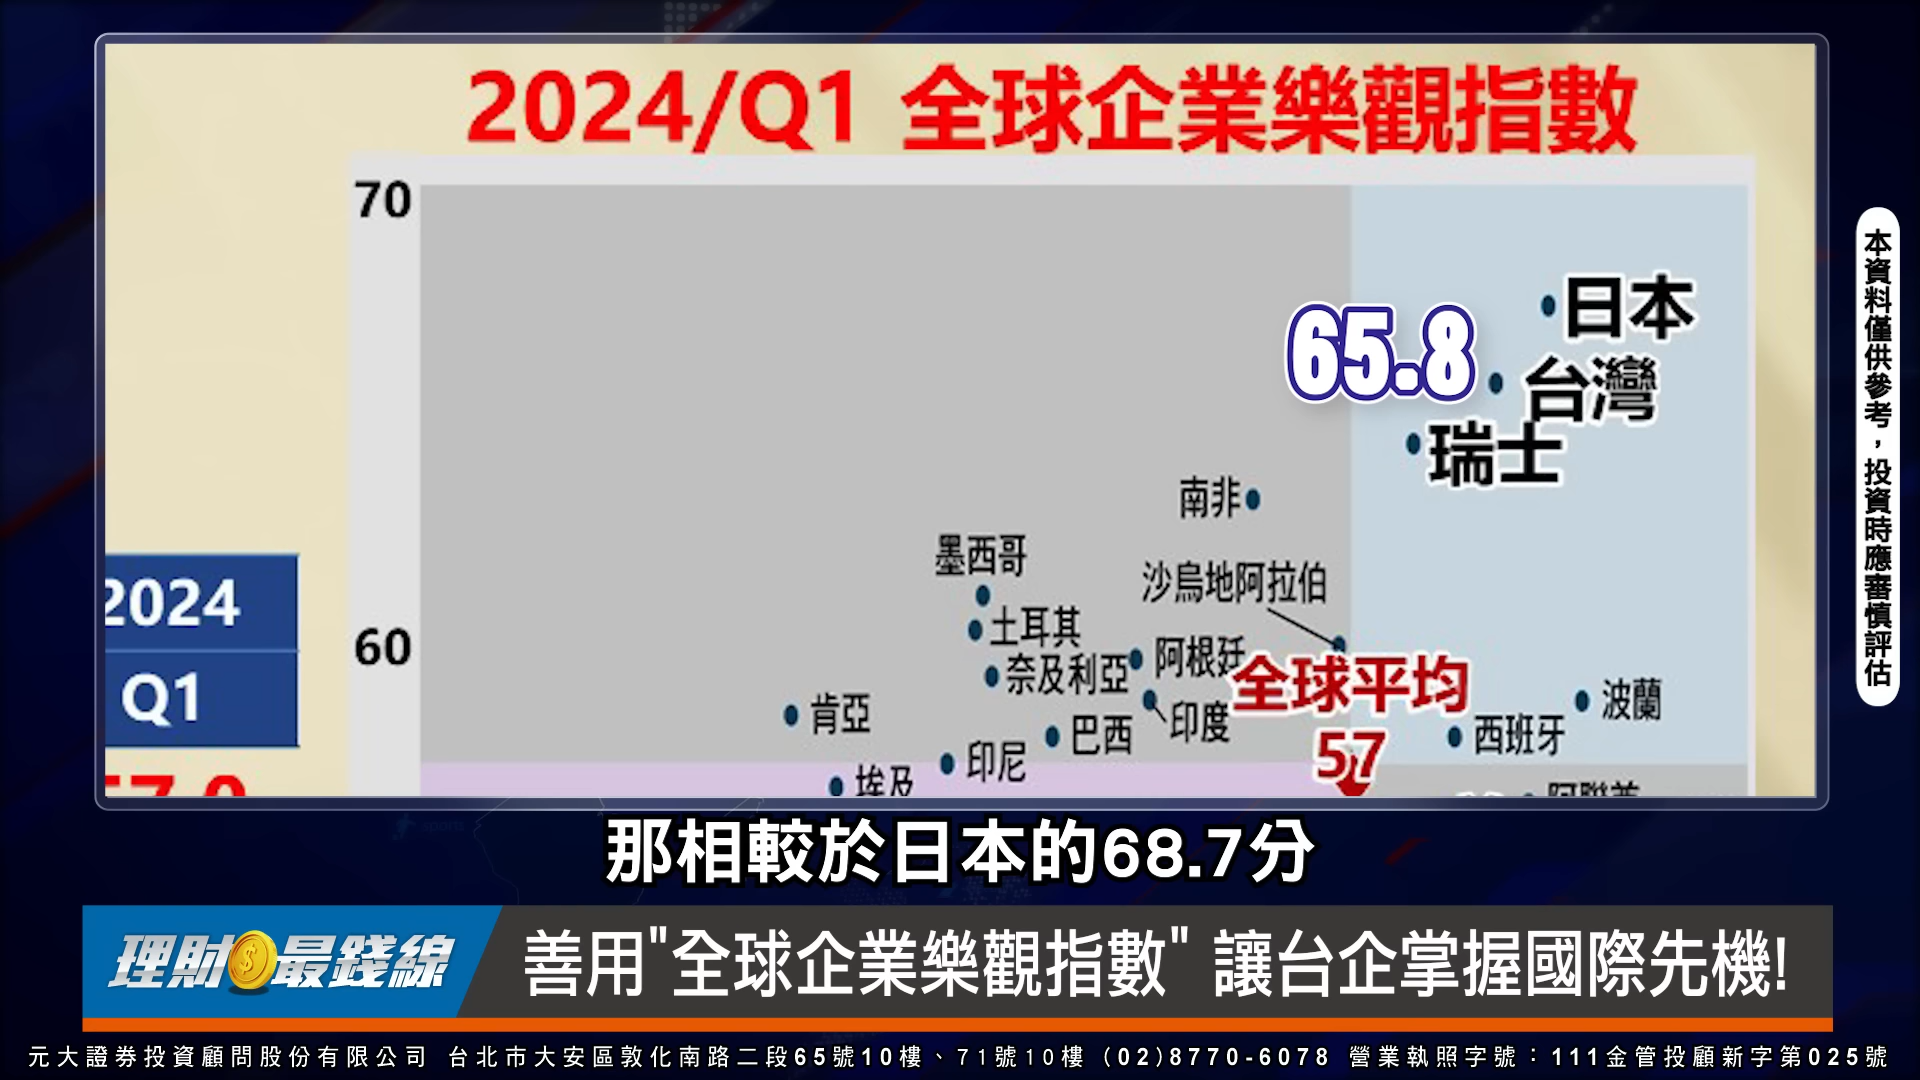 2024/Q1 全球企業樂觀指數
70
日本
65.8
台灣
瑞士
南非
墨西哥
沙烏地阿拉伯
2024
土耳其
60
阿根廷
奈及利亞
全球平均
Q1
肯亞
印度
波蘭
巴西
西班牙
57
印尼
埃及
那相較於日本的68.7分
理財最錢線
善用"全球企業樂觀指數" 讓台企掌握國際先機!
元大證券投資顧問股份有限公司 台北市大安區敦化南路二段65號10樓、71號10樓 (02)8770-6078 營業執照字號：111金管投顧新字第025號
本資料僅供參考，投資時應審慎評估